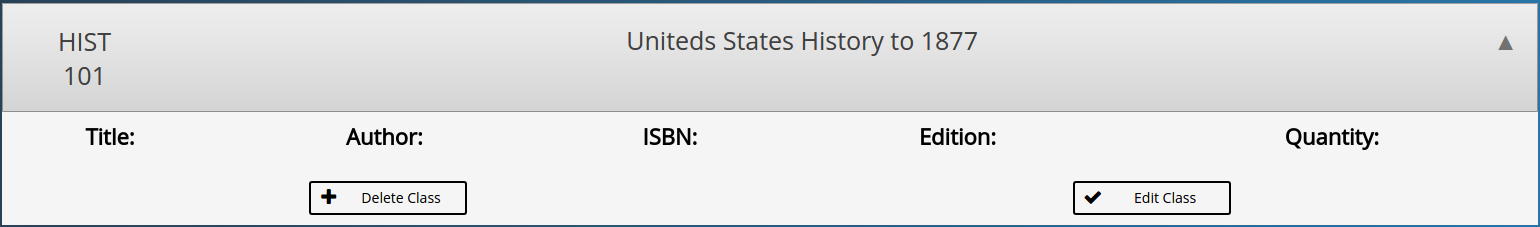 HIST Uniteds States History to 1877 ▲
101
Title: Author: ISBN: Edition: Quantity:
Delete Class Edit Class